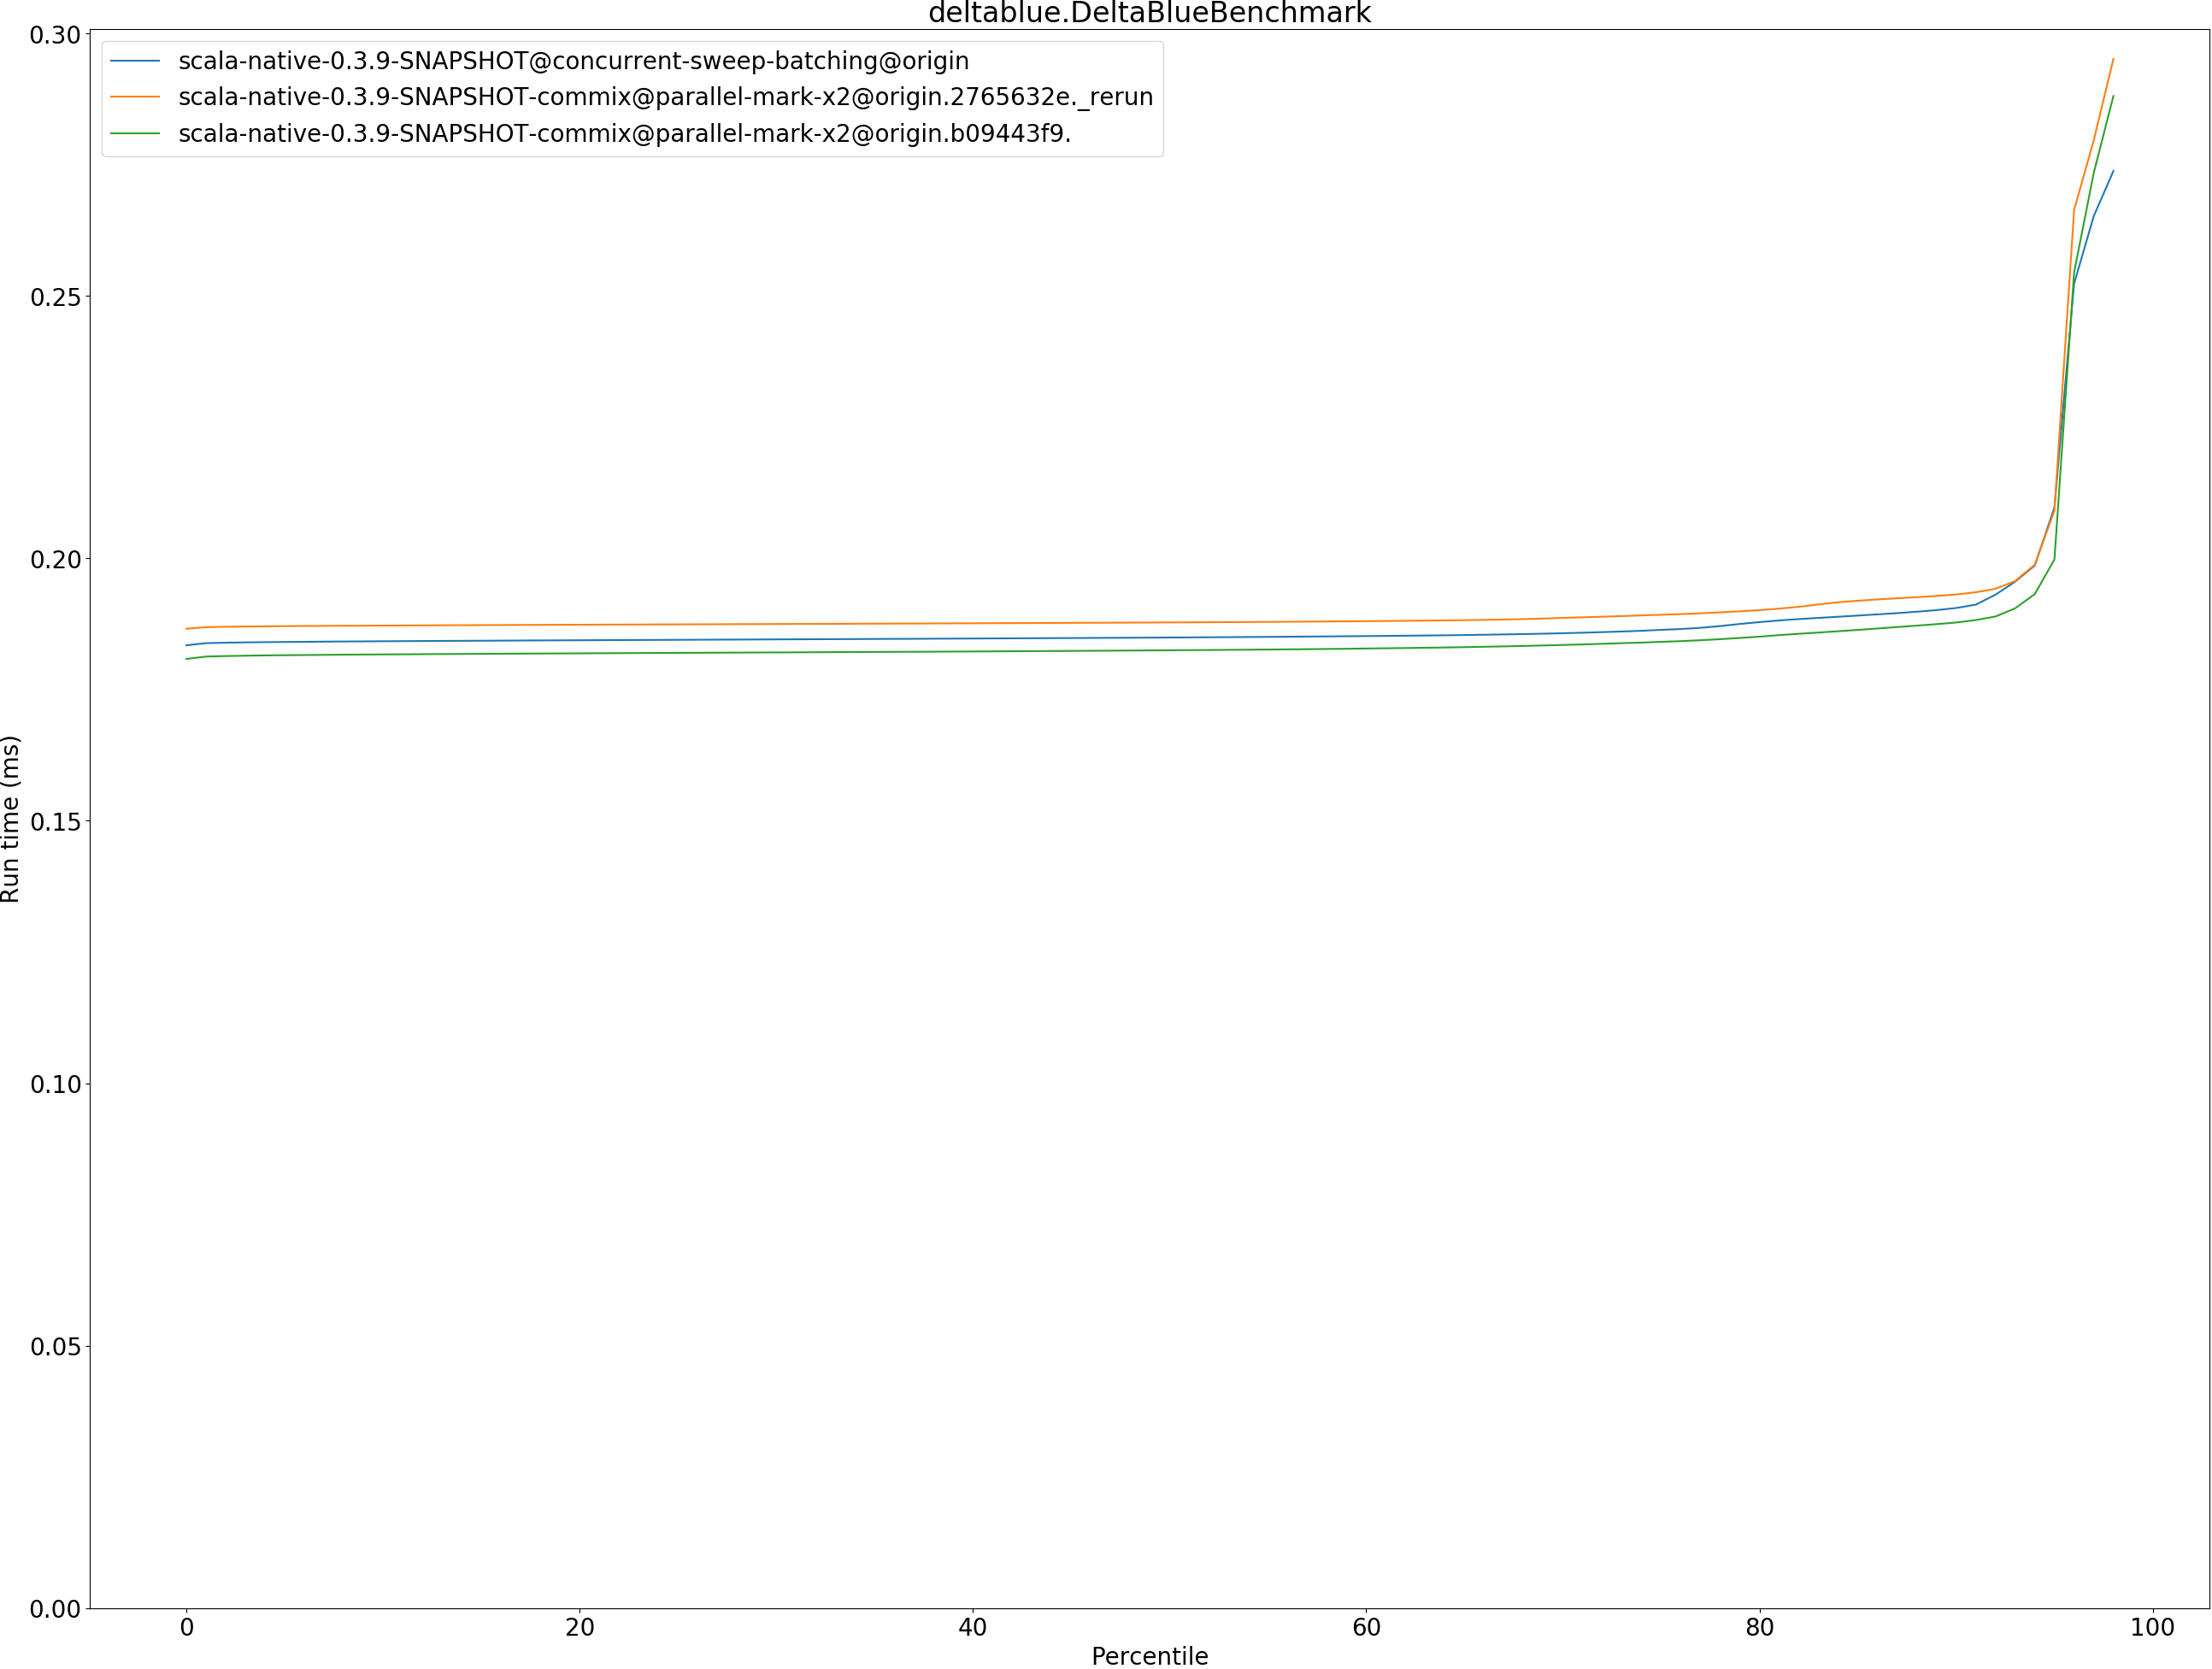 deltablue.DeltaBlueBenchmark
0.30
scala-native-0.3.9-SNAPSHOT@concurrent-sweep-batching@origin
scala-native-0.3.9-SNAPSHOT-commix@parallel-mark-x2@origin.2765632e._rerun
scala-native-0.3.9-SNAPSHOT-commix@parallel-mark-x2@origin.b09443f9.
0.25
0.20
0.15
0.10
0.05
0.00
Run time (ms)
0 20 40 60 80 100
Percentile